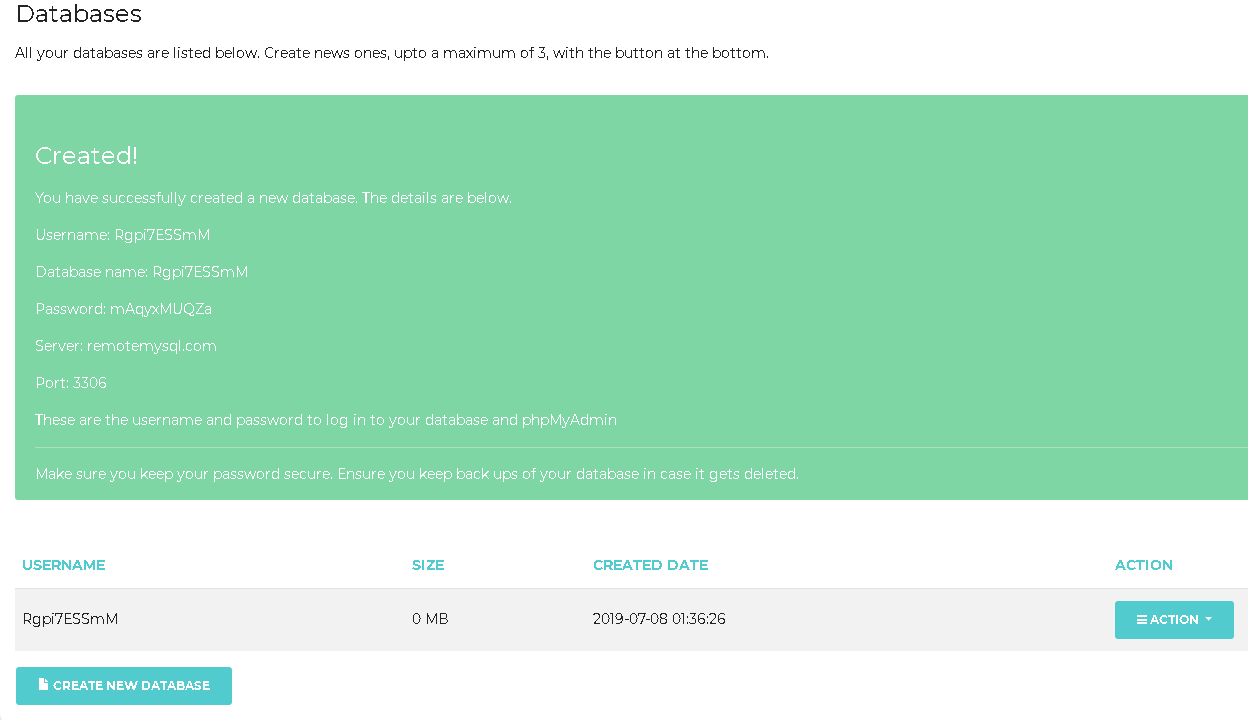 Databases
All your databases are listed below. Create news ones, upto a maximum of 3, with the button at the bottom.
Created!
You have successfully created a new database. The details are below.
Username: Rgpi7ESSmM
Database name: Rgpi7ESSmM
Password: mAqyxMUQZa
Server: remotemysql.com
Port: 3306
These are the username and password to log in to your database and phpMyAdmin
Make sure you keep your password secure. Ensure you keep back ups of your database in case it gets deleted.
USERNAME SIZE CREATED DATE ACTION
Rgpi7ESSmM 0 MB 2019-07-08 01:36:26 ACTION
CREATE NEW DATABASE